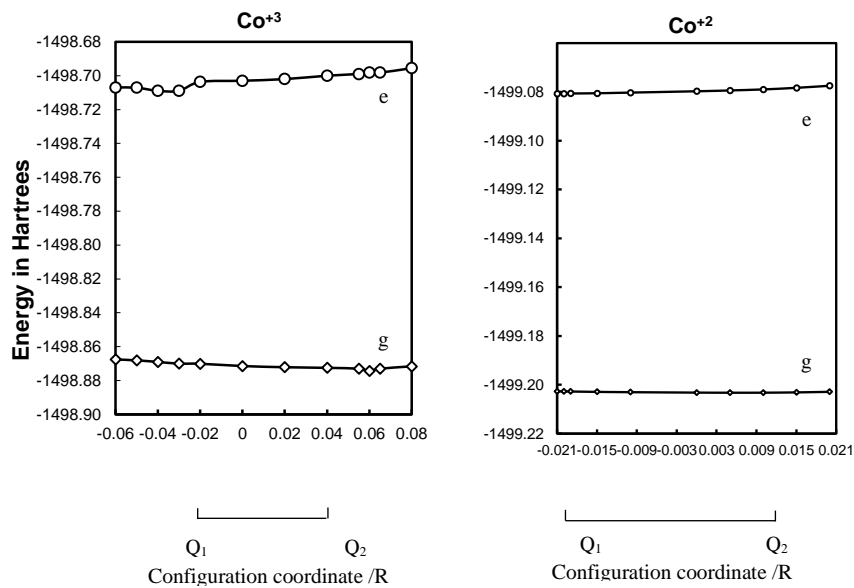 Co+3
Energy in Hartrees
-1498.68
-1498.70
-1498.72
-1498.74
-1498.76
-1498.78
-1498.80
-1498.82
-1498.84
-1498.86
-1498.88
-1498.90
e
g
-0.06 -0.04 -0.02 0 0.02 0.04 0.06 0.08
Q1 Q2
Configuration coordinate /R
Co+2
-1499.08
-1499.10
-1499.12
-1499.14
-1499.16
-1499.18
-1499.20
-1499.22
e
g
-0.021 -0.015 -0.009 -0.003 0.003 0.009 0.015 0.021
Q1 Q2
Configuration coordinate /R